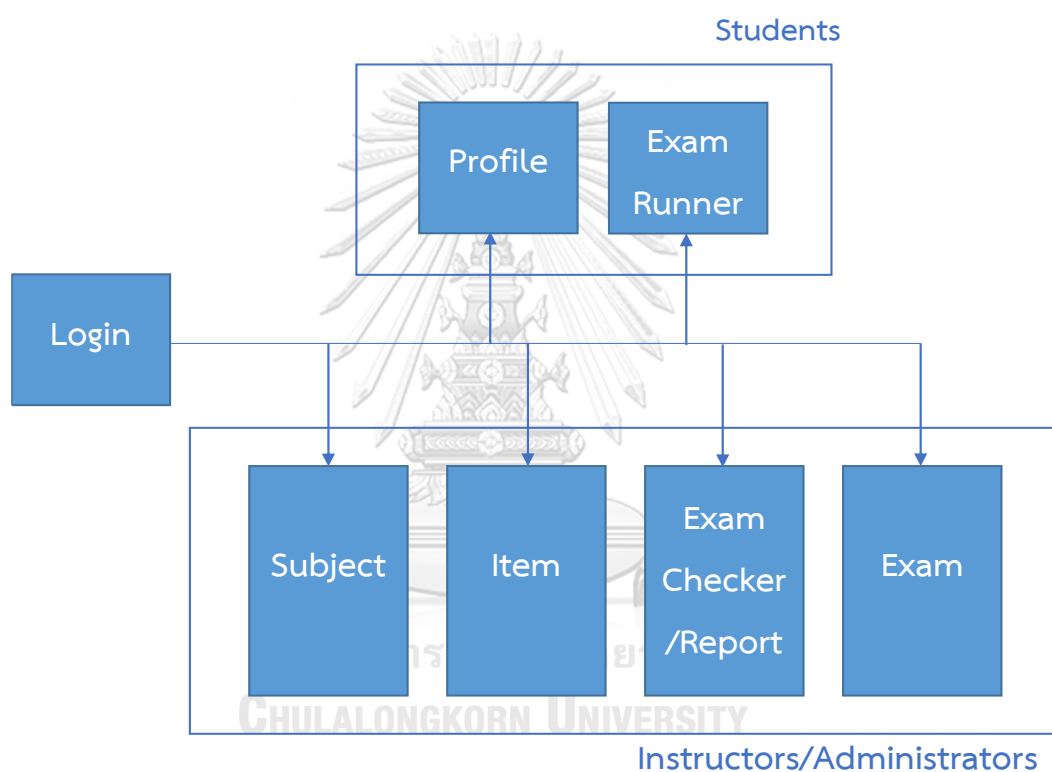 Students
Profile
Exam
Runner
Login
Subject
Item
Exam
Checker
/Report
Exam
CHULALONGKORN UNIVERSITY
Instructors/Administrators